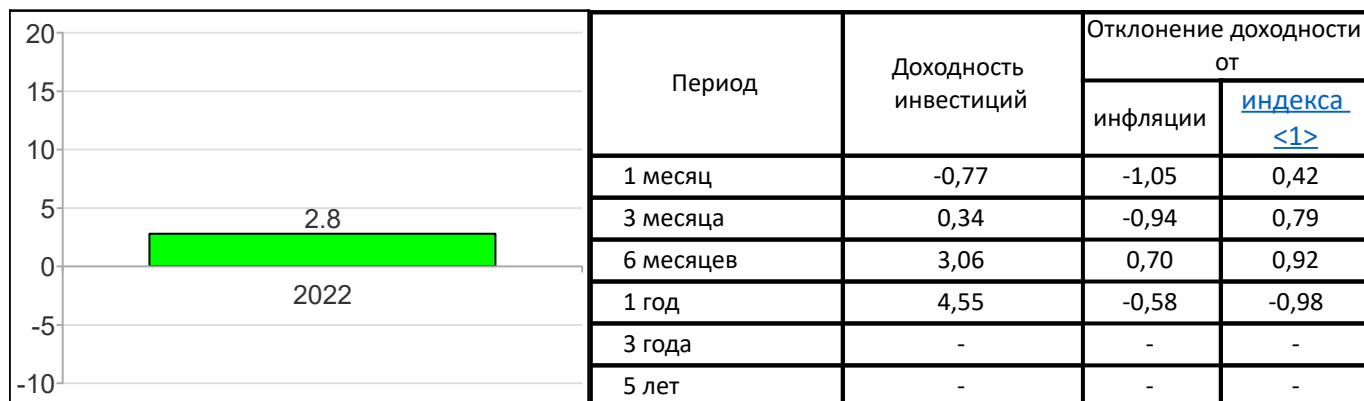 20
15
10
5
0
-5
-10
2.8
2022
Период
Доходность
инвестиций
Отклонение доходности
от
инфляции
индекса
<1>
1 месяц -0,77 -1,05 0,42
3 месяца 0,34 -0,94 0,79
6 месяцев 3,06 0,70 0,92
1 год 4,55 -0,58 -0,98
3 года - - -
5 лет - - -